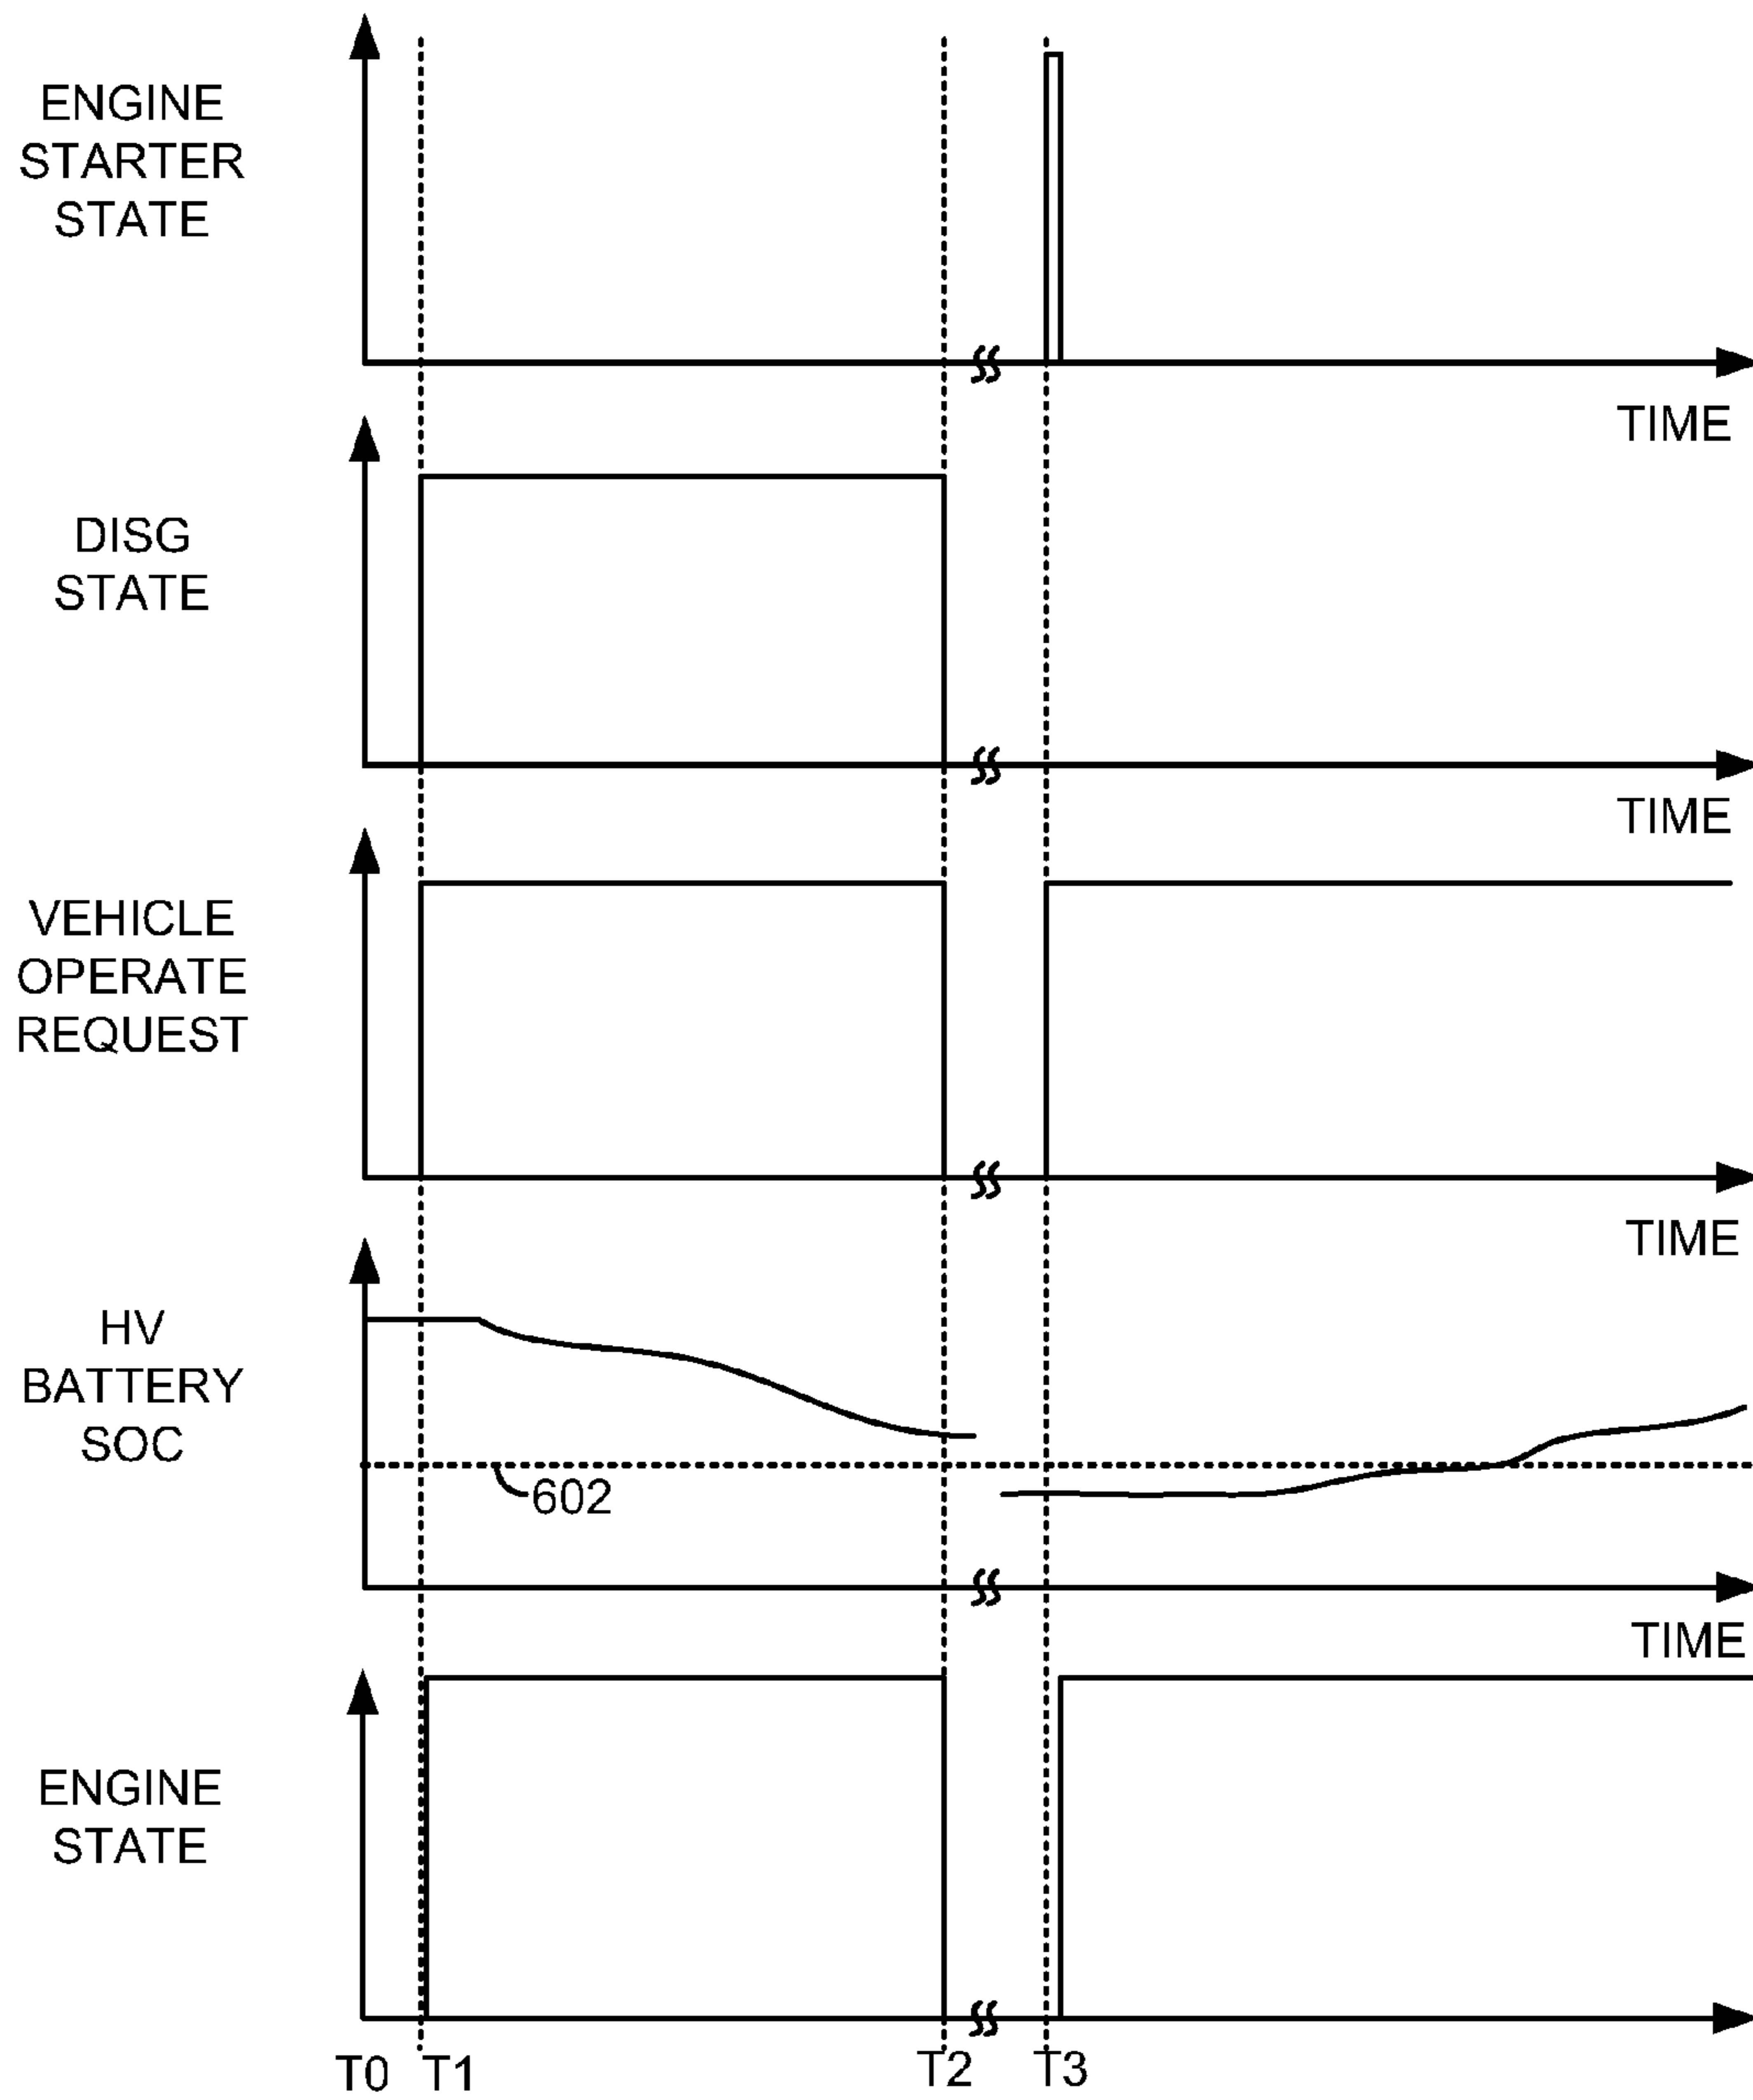 ENGINE
STARTER
STATE
TIME
DISG
STATE
TIME
VEHICLE
OPERATE
REQUEST
TIME
HV
BATTERY
SOC
602
TIME
ENGINE
STATE
T0 T1 T2 T3